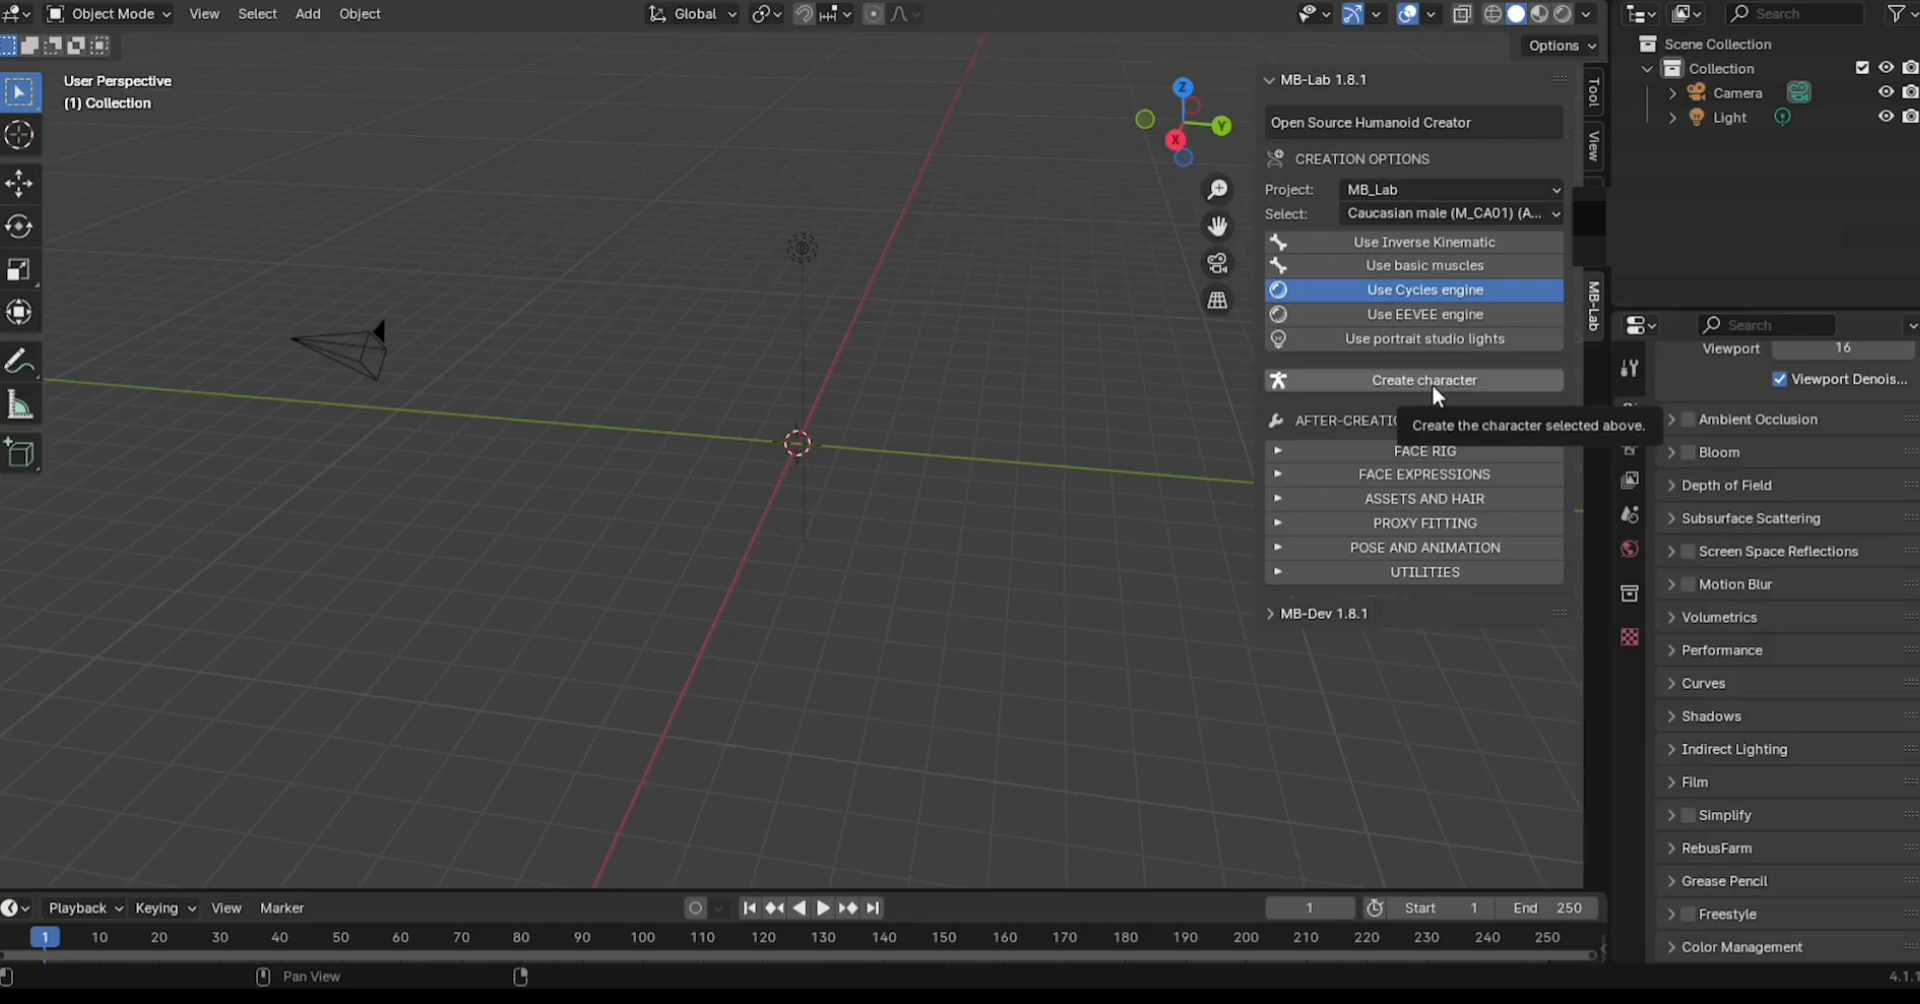 Object Mode
View
Select
Add
Object
Global
Options
User Perspective
(1) Collection
Z
Y
X
MB-Lab 1.8.1
Open Source Humanoid Creator
CREATION OPTIONS
Project:
MB_Lab
Select:
Caucasian male (M_CA01) (A...
Use Inverse Kinematic
Use basic muscles
Use Cycles engine
Use EEVEE engine
Use portrait studio lights
Create character
AFTER-CREATIO
Create the character selected above.
FACE RIG
FACE EXPRESSIONS
ASSETS AND HAIR
PROXY FITTING
POSE AND ANIMATION
UTILITIES
MB-Dev 1.8.1
Tool
View
MB-Lab
Search
Scene Collection
Collection
Camera
Light
Search
Viewport
16
Viewport Denois...
Ambient Occlusion
Bloom
Depth of Field
Subsurface Scattering
Screen Space Reflections
Motion Blur
Volumetrics
Performance
Curves
Shadows
Indirect Lighting
Film
Simplify
RebusFarm
Grease Pencil
Freestyle
Color Management
Playback
Keying
View
Marker
1
Start 1
End 250
1 10 20 30 40 50 60 70 80 90 100 110 120 130 140 150 160 170 180 190 200 210 220 230 240 250
Pan View
4.1.1